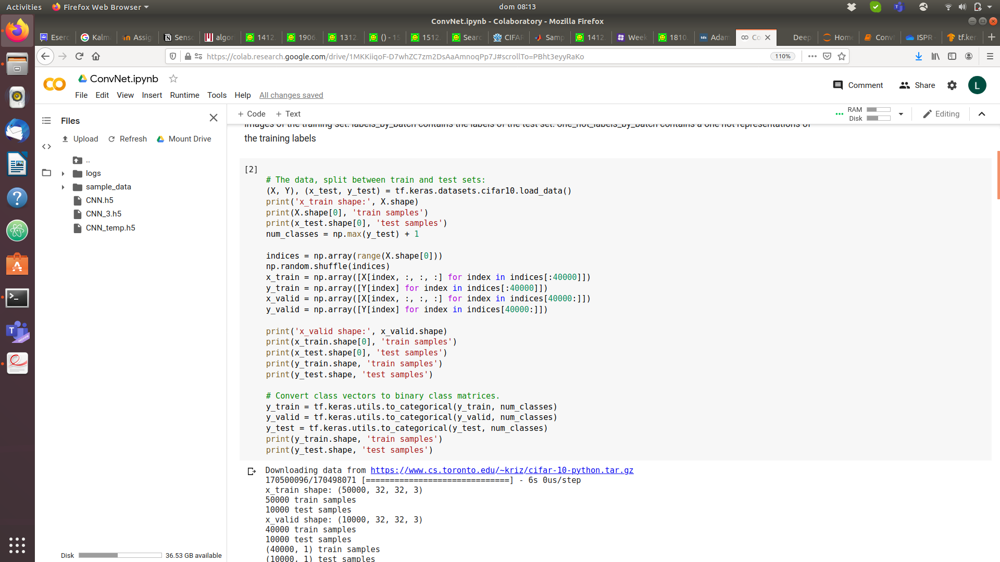 Activities Firefox Web Browser dom 08:13
ConvNet.ipynb - Colaboratory - Mozilla Firefox
Eserc Kalm Assig Senso algor 1412. 1906. 1312. () - 15 1512. Sear CIFAR Samp 1412. Week 1810. Adam Co Deep Home Conv ISPR tf.ker
https://colab.research.google.com/drive/1MKKiiqoF-D7whZC7zm2DsAaAmnoqPp7J#scrollTo=PBht3eyyRaKo 110%
ConvNet.ipynb
Comment Share L
File Edit View Insert Runtime Tools Help All changes saved
Files
+ Code + Text
RAM
Disk
Editing
Upload Refresh Mount Drive
..
logs
sample_data
CNN.h5
CNN_3.h5
CNN_temp.h5
Disk 36.53 GB available
images of the training set. labels_by_batch contains the labels of the test set. one_hot_labels_by_batch contains a one hot representations of
the training labels
[2]
# The data, split between train and test sets:
(X, Y), (x_test, y_test) = tf.keras.datasets.cifar10.load_data()
print('x_train shape:', X.shape)
print(X.shape[0], 'train samples')
print(x_test.shape[0], 'test samples')
num_classes = np.max(y_test) + 1
indices = np.array(range(X.shape[0]))
np.random.shuffle(indices)
x_train = np.array([X[index, :, :, :] for index in indices[:40000]])
y_train = np.array([Y[index] for index in indices[:40000]])
x_valid = np.array([X[index, :, :, :] for index in indices[40000:]])
y_valid = np.array([Y[index] for index in indices[40000:]])
print('x_valid shape:', x_valid.shape)
print(x_train.shape[0], 'train samples')
print(x_test.shape[0], 'test samples')
print(y_train.shape, 'train samples')
print(y_test.shape, 'test samples')
# Convert class vectors to binary class matrices.
y_train = tf.keras.utils.to_categorical(y_train, num_classes)
y_valid = tf.keras.utils.to_categorical(y_valid, num_classes)
y_test = tf.keras.utils.to_categorical(y_test, num_classes)
print(y_train.shape, 'train samples')
print(y_test.shape, 'test samples')
Downloading data from https://www.cs.toronto.edu/~kriz/cifar-10-python.tar.gz
170500096/170498071 [==============================] - 6s 0us/step
x_train shape: (50000, 32, 32, 3)
50000 train samples
10000 test samples
x_valid shape: (10000, 32, 32, 3)
40000 train samples
10000 test samples
(40000, 1) train samples
(10000, 1) test samples